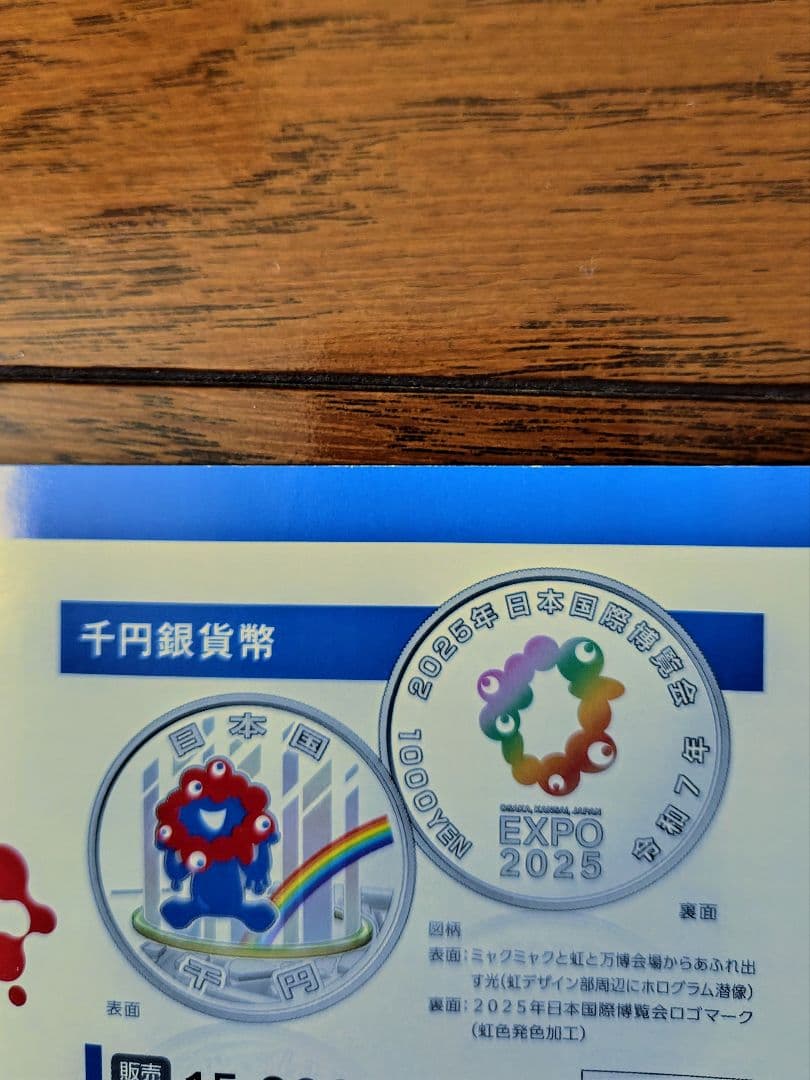 千円銀貨幣
2025年 日本国際博覧会
1000YEN
令和7年
OSAKA, KANSAI, JAPAN
EXPO
2025
裏面
日本国
千円
表面
図柄
表面:ミャクミャクと虹と万博会場からあふれ出
す光(虹デザイン部周辺にホログラム潜像)
裏面:2025年日本国際博覧会ロゴマーク
(虹色発色加工)
販売